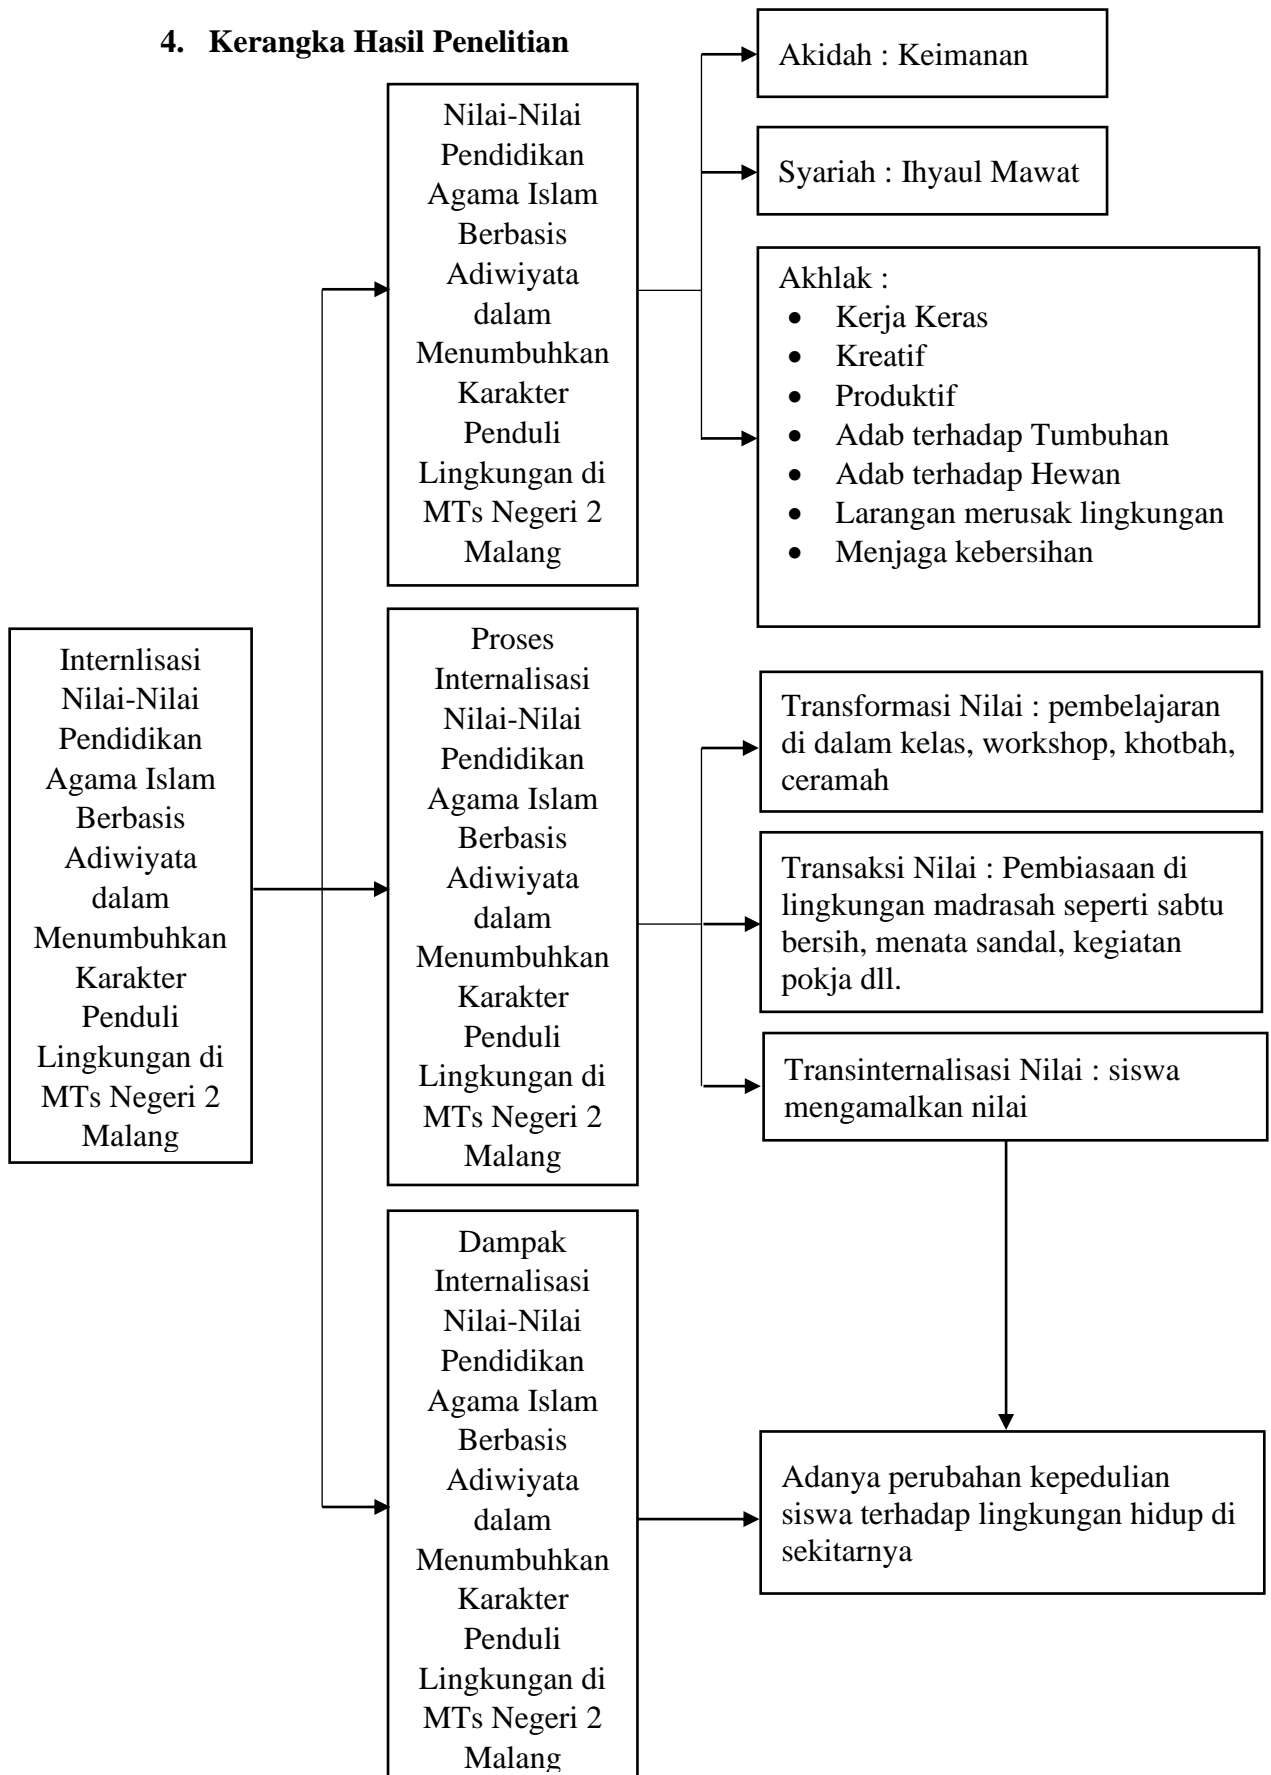 4. Kerangka Hasil Penelitian
Akidah : Keimanan
Nilai-Nilai
Pendidikan
Agama Islam
Berbasis
Adiwiyata
dalam
Menumbuhkan
Karakter
Penduli
Lingkungan di
MTs Negeri 2
Malang
Syariah : Ihyaul Mawat
Akhlak :
• Kerja Keras
• Kreatif
• Produktif
• Adab terhadap Tumbuhan
• Adab terhadap Hewan
• Larangan merusak lingkungan
• Menjaga kebersihan
Internlisasi
Nilai-Nilai
Pendidikan
Agama Islam
Berbasis
Adiwiyata
dalam
Menumbuhkan
Karakter
Penduli
Lingkungan di
MTs Negeri 2
Malang
Proses
Internalisasi
Nilai-Nilai
Pendidikan
Agama Islam
Berbasis
Adiwiyata
dalam
Menumbuhkan
Karakter
Penduli
Lingkungan di
MTs Negeri 2
Malang
Transformasi Nilai : pembelajaran
di dalam kelas, workshop, khotbah,
ceramah
Transaksi Nilai : Pembiasaan di
lingkungan madrasah seperti sabtu
bersih, menata sandal, kegiatan
pokja dll.
Transinternalisasi Nilai : siswa
mengamalkan nilai
Dampak
Internalisasi
Nilai-Nilai
Pendidikan
Agama Islam
Berbasis
Adiwiyata
dalam
Menumbuhkan
Karakter
Penduli
Lingkungan di
MTs Negeri 2
Malang
Adanya perubahan kepedulian
siswa terhadap lingkungan hidup di
sekitarnya